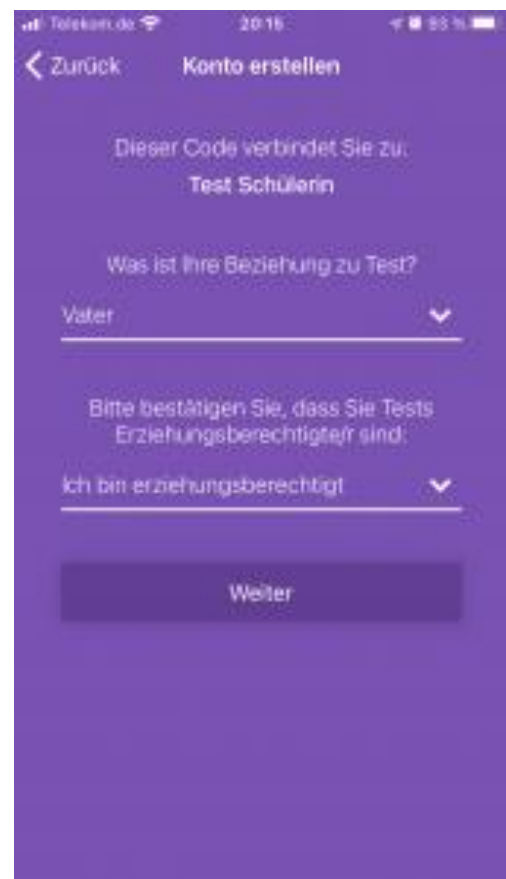 Telekom.de 20:15 93 %
Zurück Konto erstellen
Dieser Code verbindet Sie zu:
Test Schülerin
Was ist Ihre Beziehung zu Test?
Vater
Bitte bestätigen Sie, dass Sie Tests
Erziehungsberechtigte/r sind:
Ich bin erziehungsberechtigt
Weiter